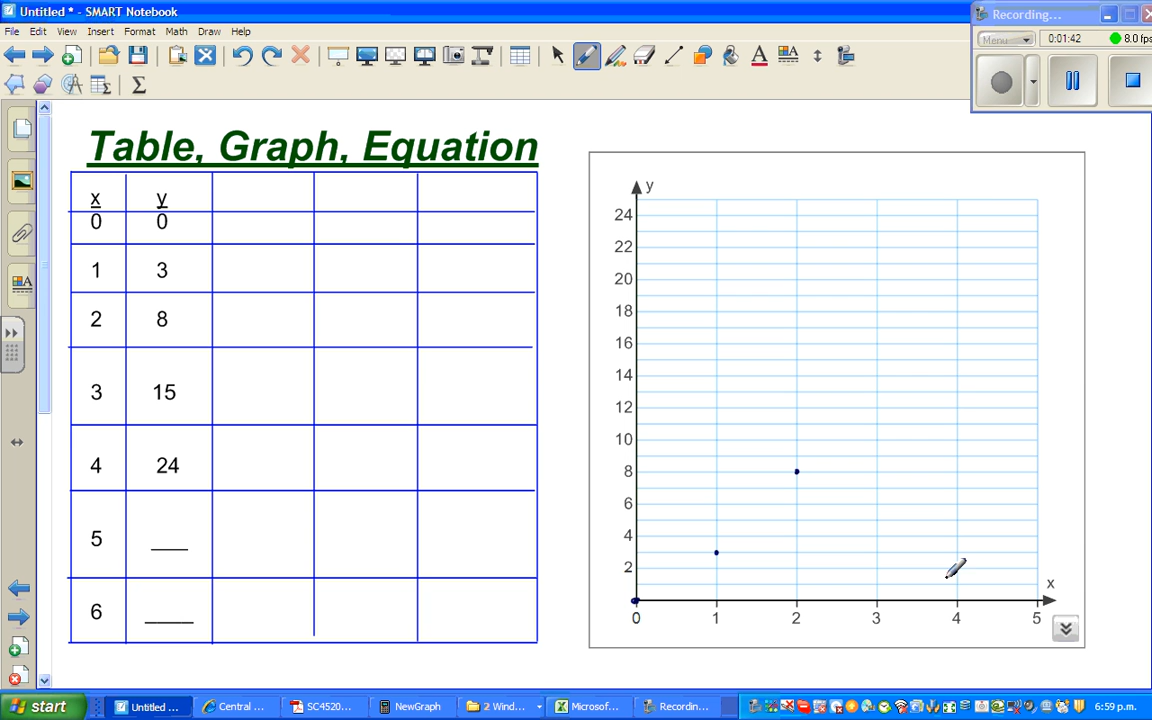 Untitled * - SMART Notebook
Recording...
File Edit View Insert Format Math Draw Help
Menu 0:01:42 8.0 fps
Table, Graph, Equation
x y
0 0
1 3
2 8
3 15
4 24
5 ___
6 ____
y
24
22
20
18
16
14
12
10
8
6
4
2
x
0 1 2 3 4 5
start Untitled ... Central ... SC4520... NewGraph 2 Wind... Microsof... Recordin... 6:59 p.m.